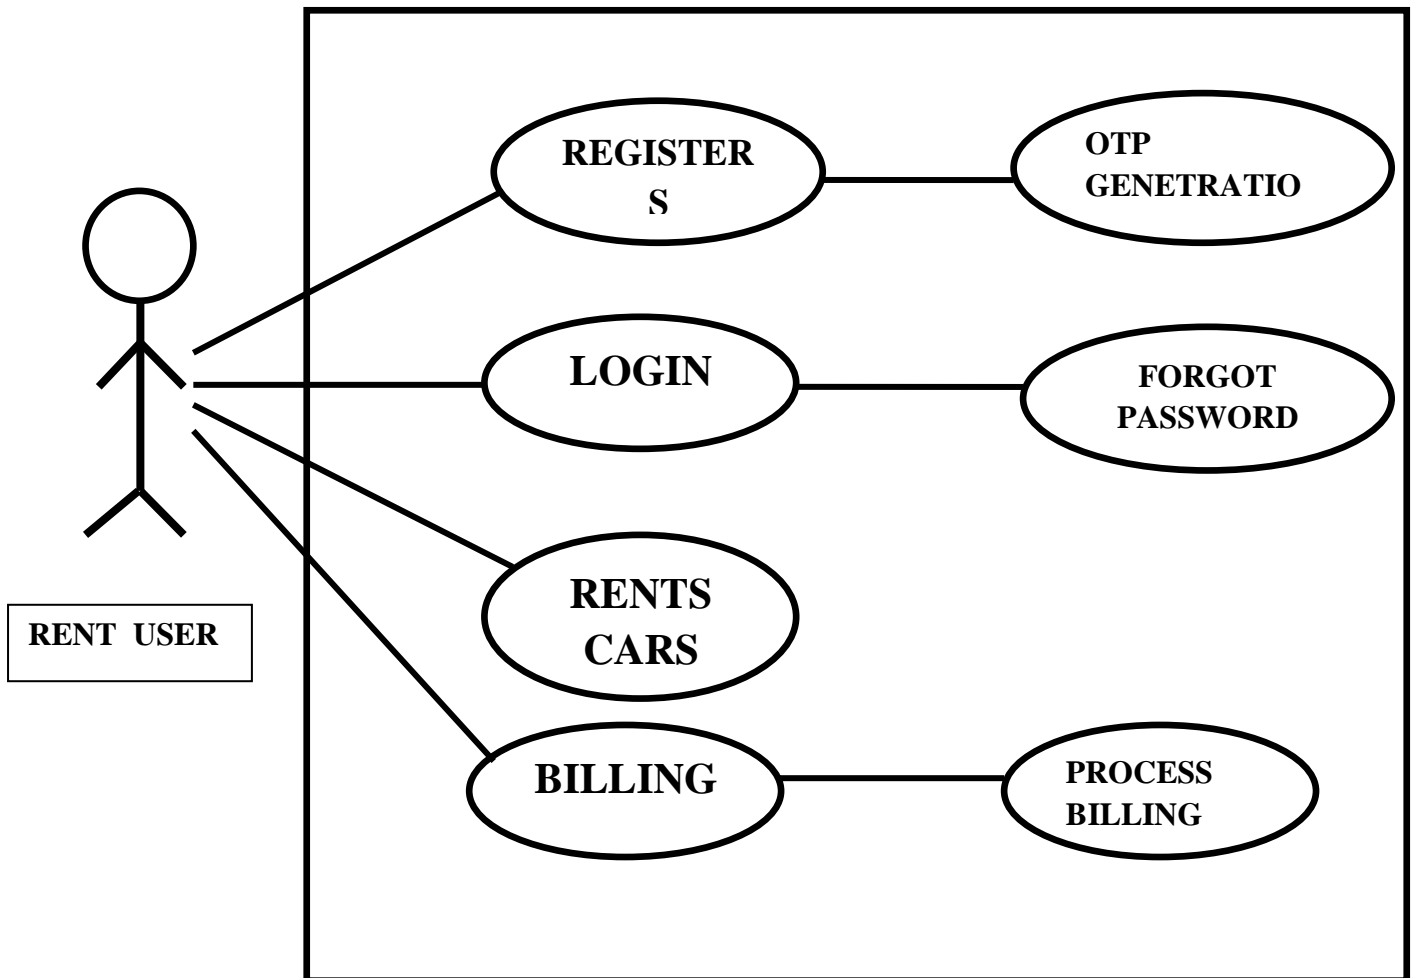 REGISTER
S
OTP
GENETRATIO
LOGIN
FORGOT
PASSWORD
RENTS
CARS
RENT USER
BILLING
PROCESS
BILLING